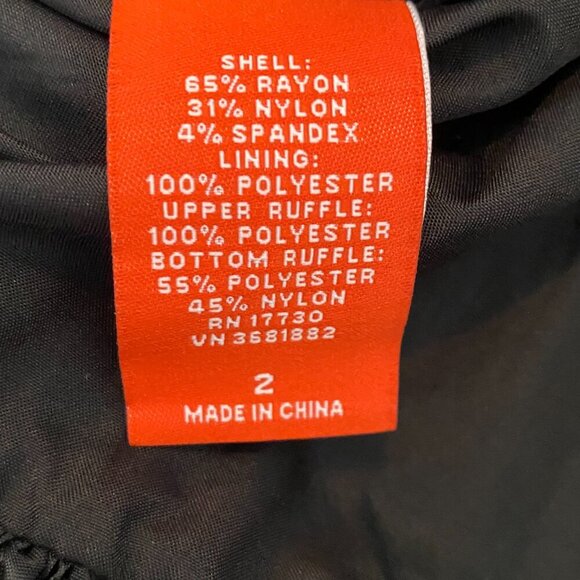 SHELL:
65% RAYON
31% NYLON
4% SPANDEX
LINING:
100% POLYESTER
UPPER RUFFLE:
100% POLYESTER
BOTTOM RUFFLE:
55% POLYESTER
45% NYLON
RN 17730
VN 3581882
2
MADE IN CHINA